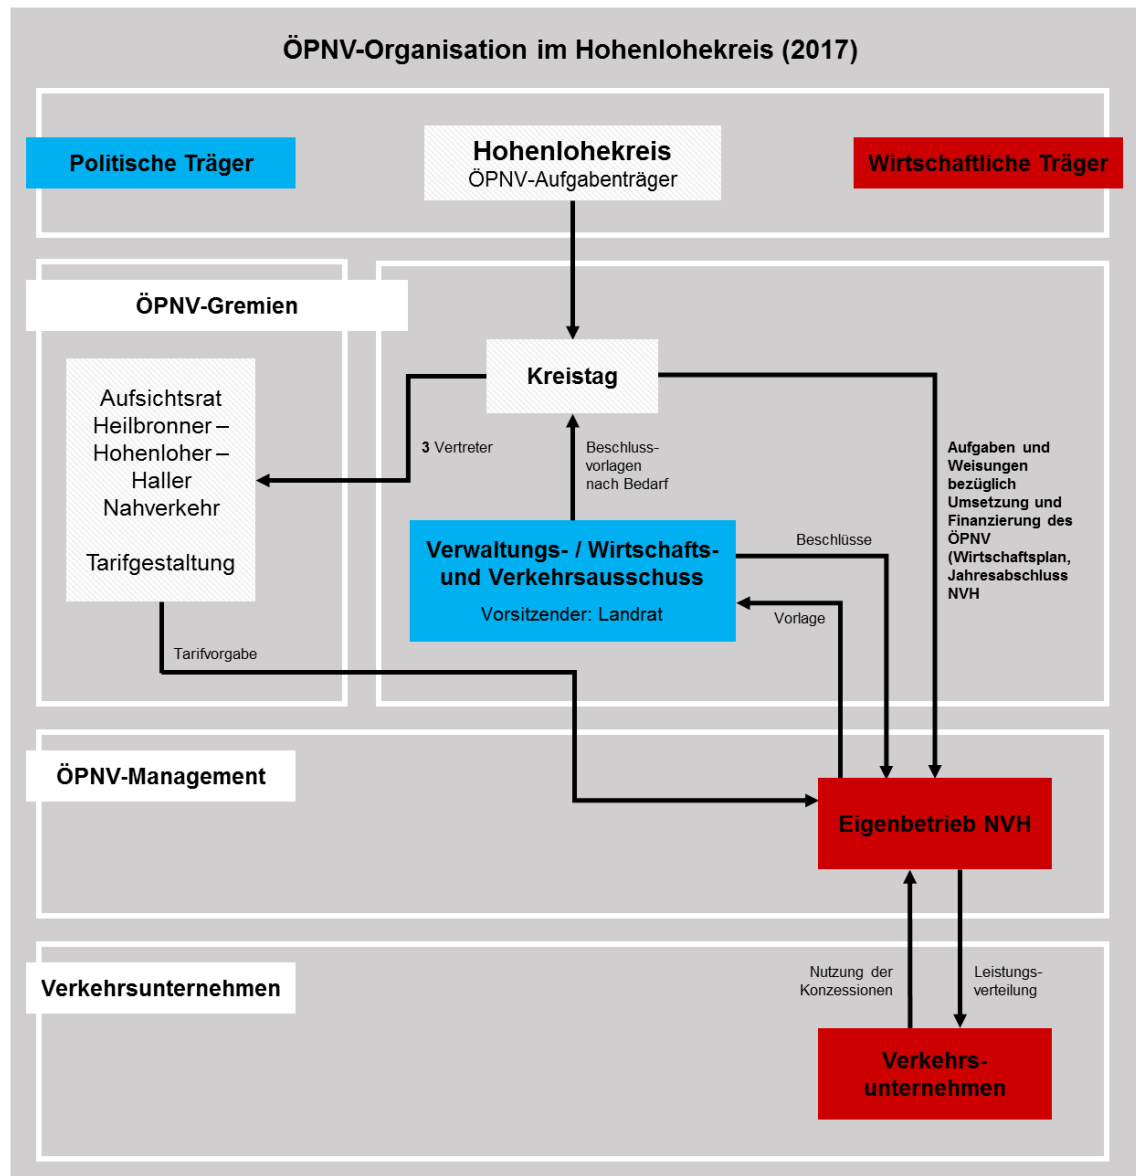 ÖPNV-Organisation im Hohenlohekreis (2017)
Politische Träger
Hohenlohekreis
ÖPNV-Aufgabenträger
Wirtschaftliche Träger
ÖPNV-Gremien
Aufsichtsrat
Heilbronner –
Hohenloher –
Haller
Nahverkehr
Tarifgestaltung
Kreistag
3 Vertreter
Beschluss-
vorlagen
nach Bedarf
Aufgaben und
Weisungen
bezüglich
Umsetzung und
Finanzierung des
ÖPNV
(Wirtschaftsplan,
Jahresabschluss
NVH
Verwaltungs- / Wirtschafts-
und Verkehrsausschuss
Vorsitzender: Landrat
Beschlüsse
Vorlage
Tarifvorgabe
ÖPNV-Management
Eigenbetrieb NVH
Verkehrsunternehmen
Nutzung der
Konzessionen
Leistungs-
verteilung
Verkehrs-
unternehmen